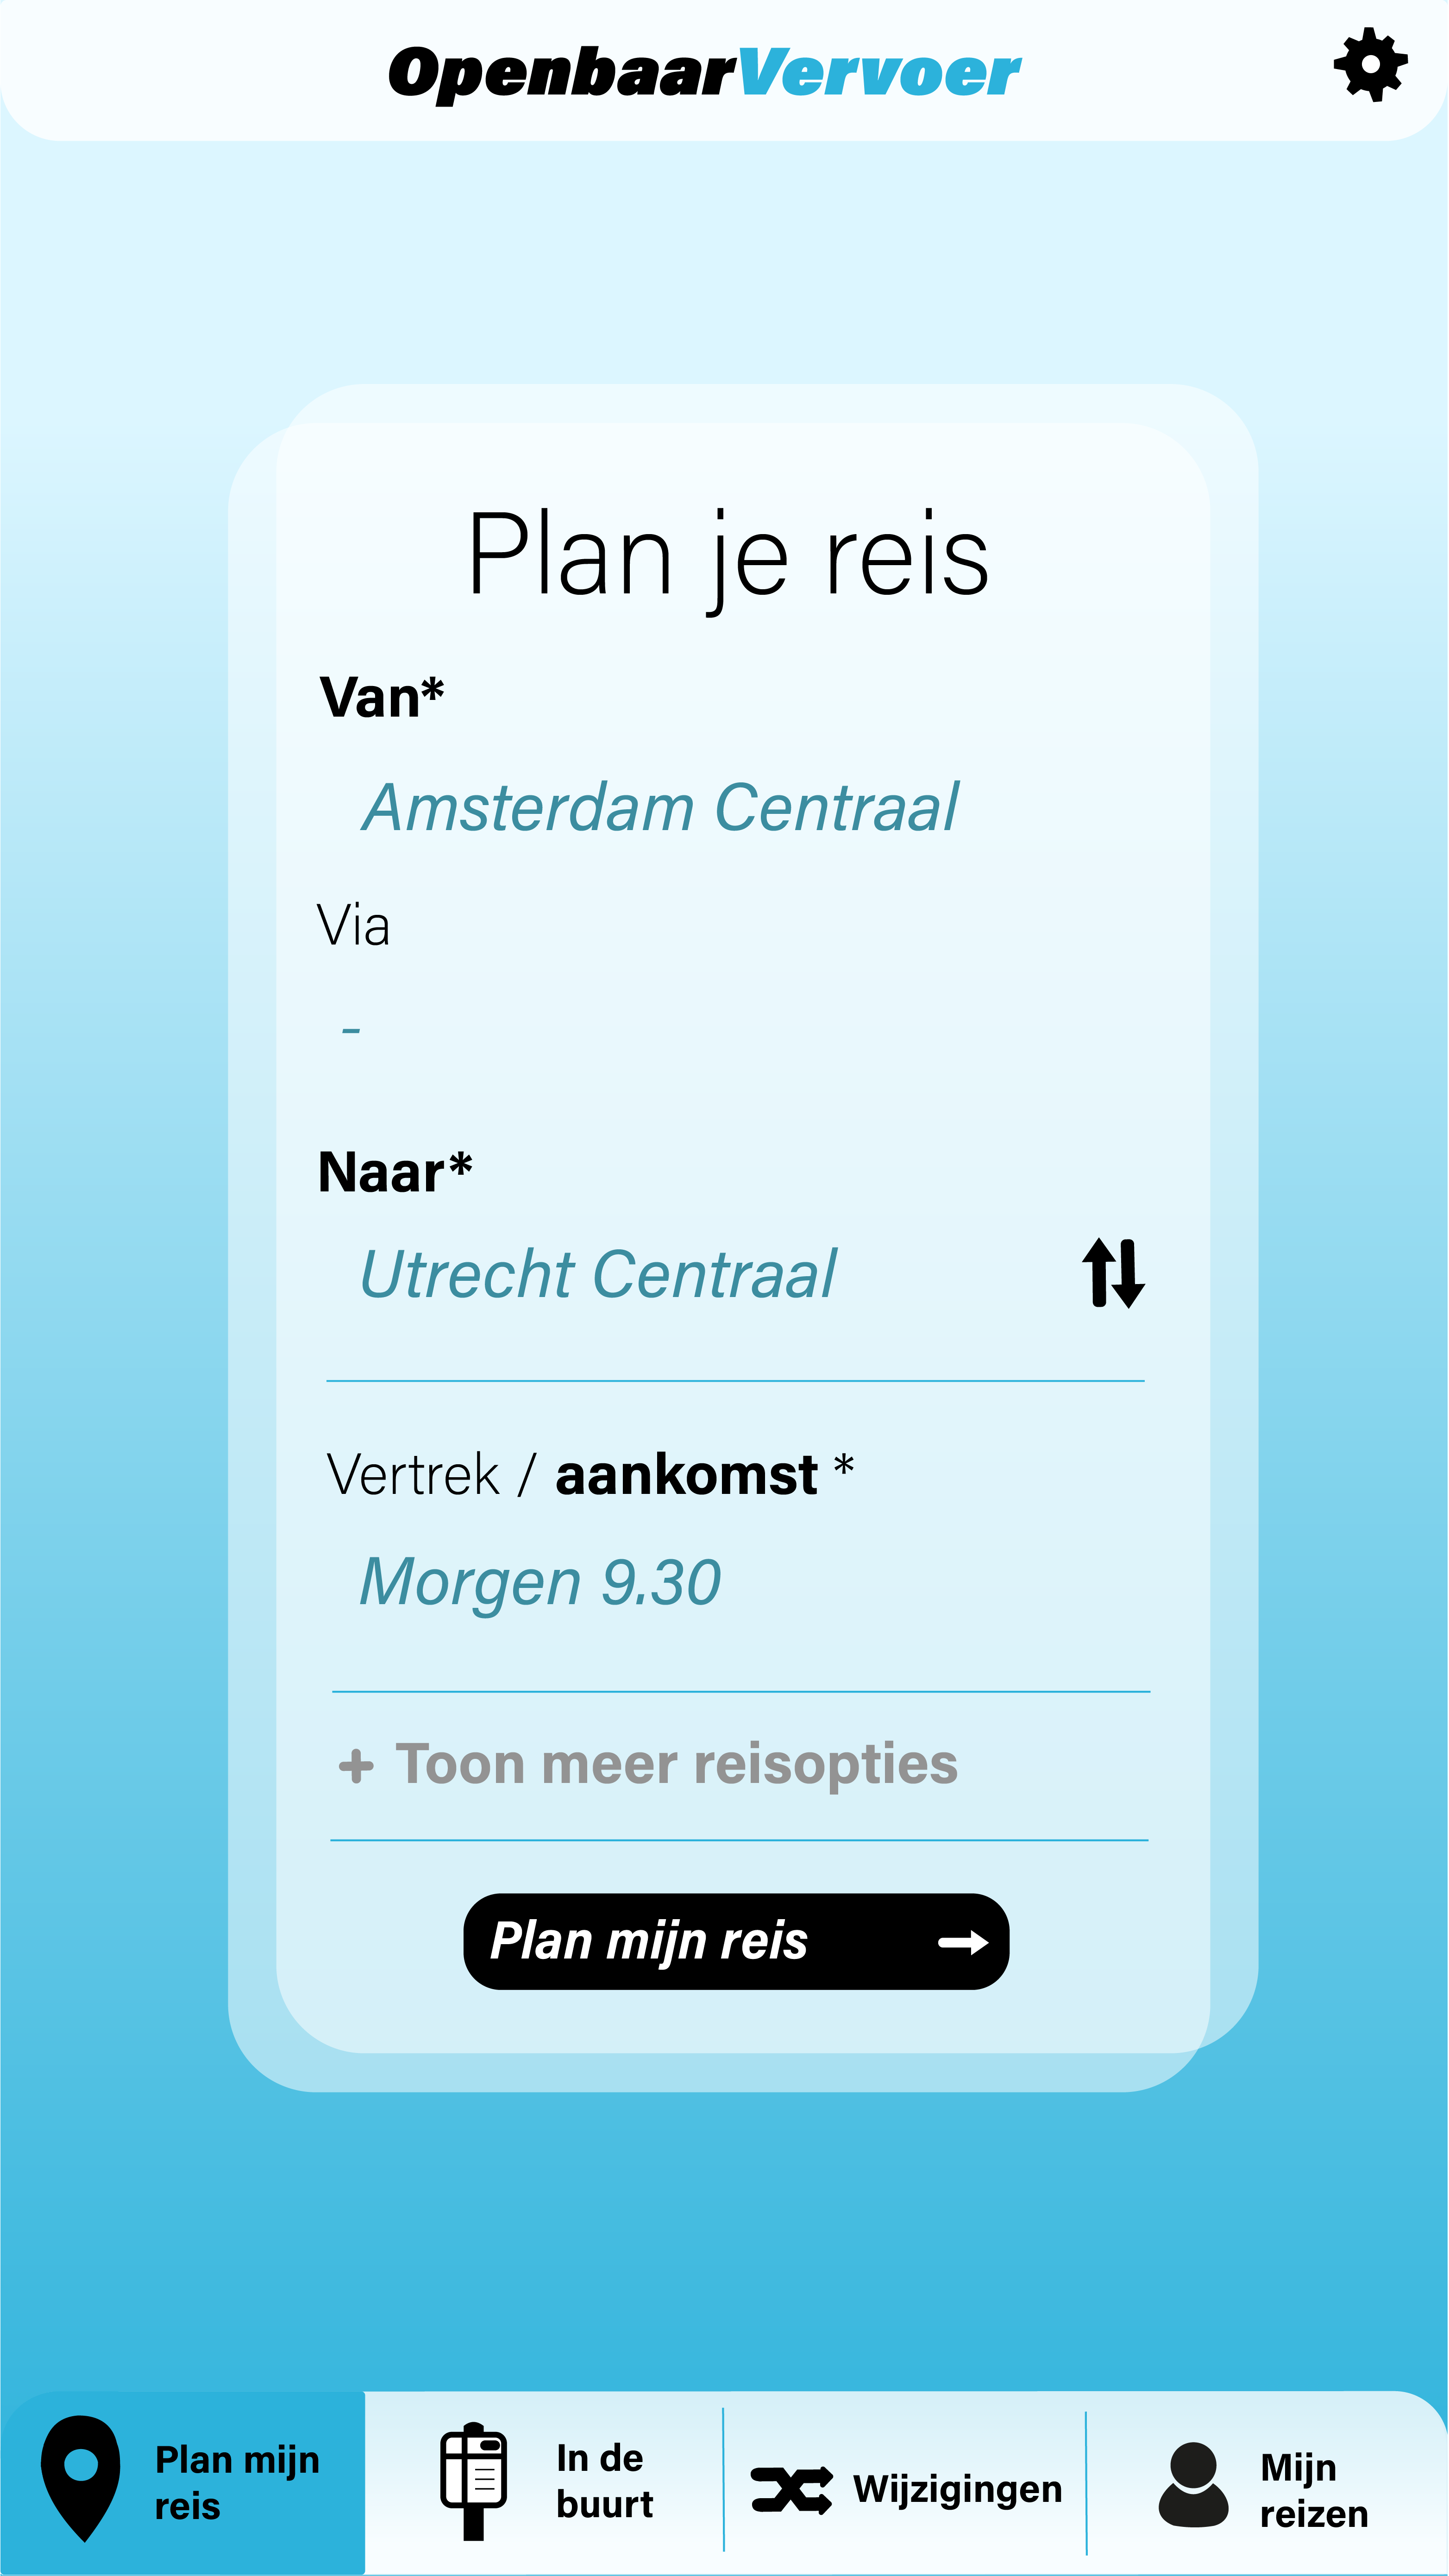 OpenbaarVervoer
Plan je reis
Van*
Amsterdam Centraal
Via
-
Naar*
Utrecht Centraal
Vertrek / aankomst *
Morgen 9.30
+ Toon meer reisopties
Plan mijn reis
Plan mijn
reis
In de
buurt
Wijzigingen
Mijn
reizen